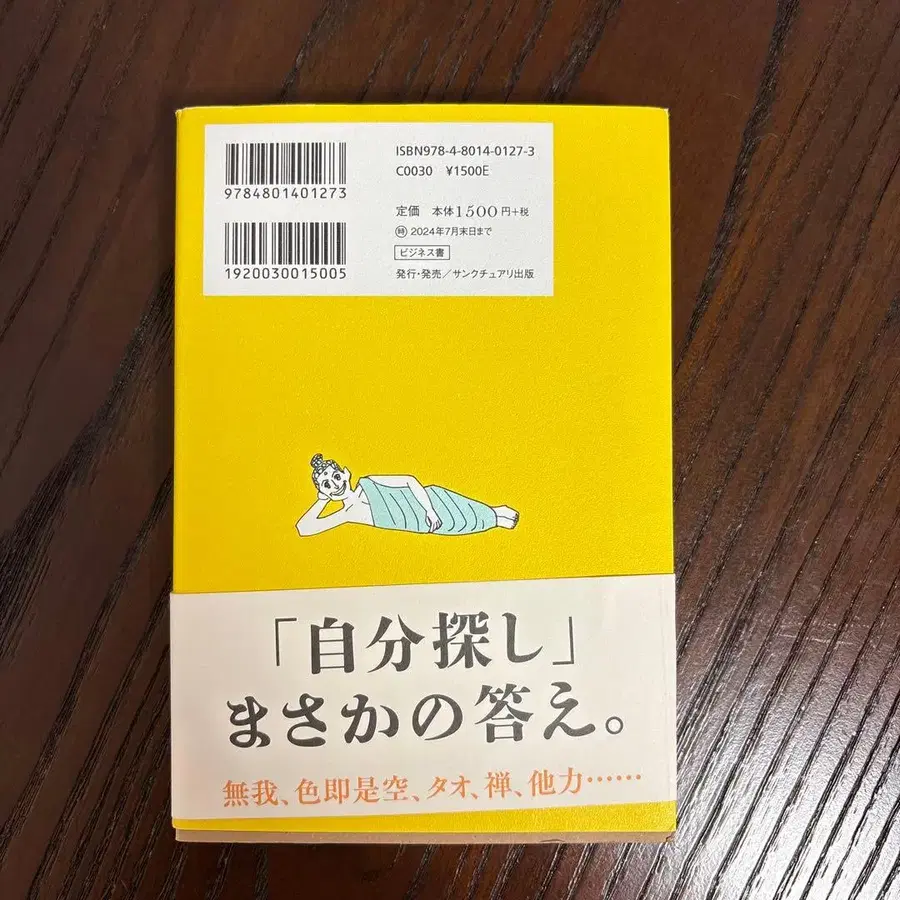 ISBN978-4-8014-0127-3
C0030 ¥1500E
9784801401273
定価 本体1500円+税
㊕2024年7月末日まで
ビジネス書
1920030015005
発行・発売/サンクチュアリ出版
「自分探し」
まさかの答え。
無我、色即是空、タオ、禅、他力……